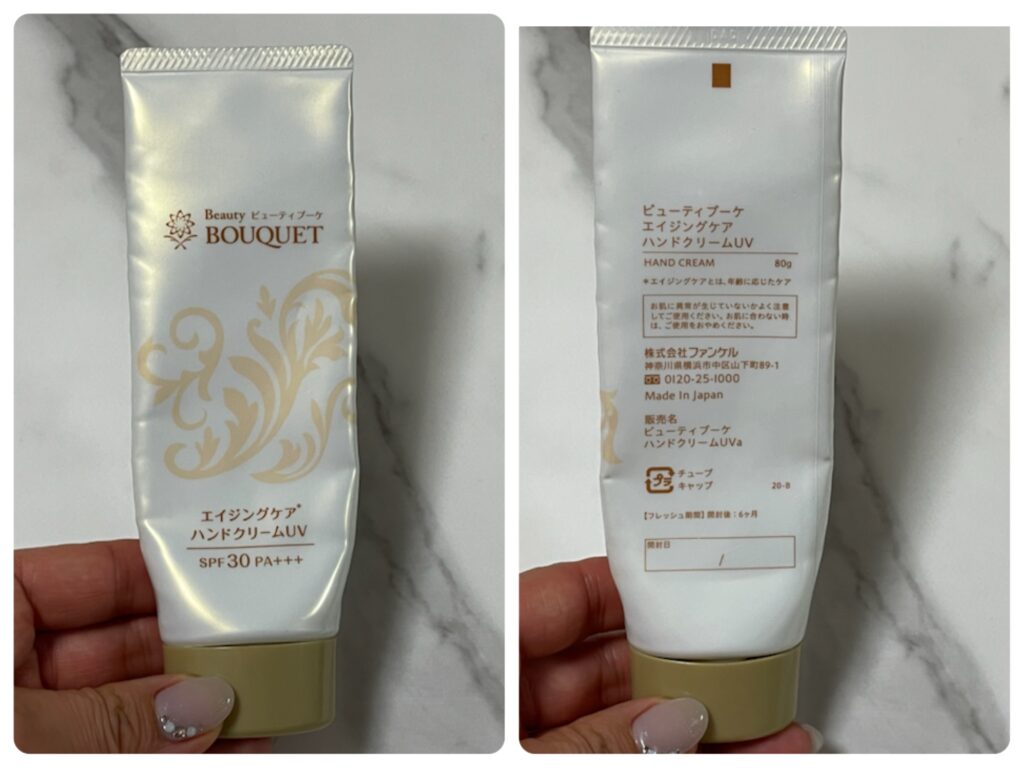 Beauty ビューティブーケ
BOUQUET
エイジングケア*
ハンドクリームUV
SPF 30 PA+++
ビューティブーケ
エイジングケア
ハンドクリームUV
HAND CREAM 80g
*エイジングケアとは、年齢に応じたケア
お肌に異常が生じていないかよく注意
してご使用ください。お肌に合わない時
は、ご使用をおやめください。
株式会社ファンケル
神奈川県横浜市中区山下町89-1
0120-25-1000
Made In Japan
販売名
ビューティブーケ
ハンドクリームUVa
プラ
チューブ
キャップ 20-B
【フレッシュ期間】開封後:6ヶ月
開封日
/